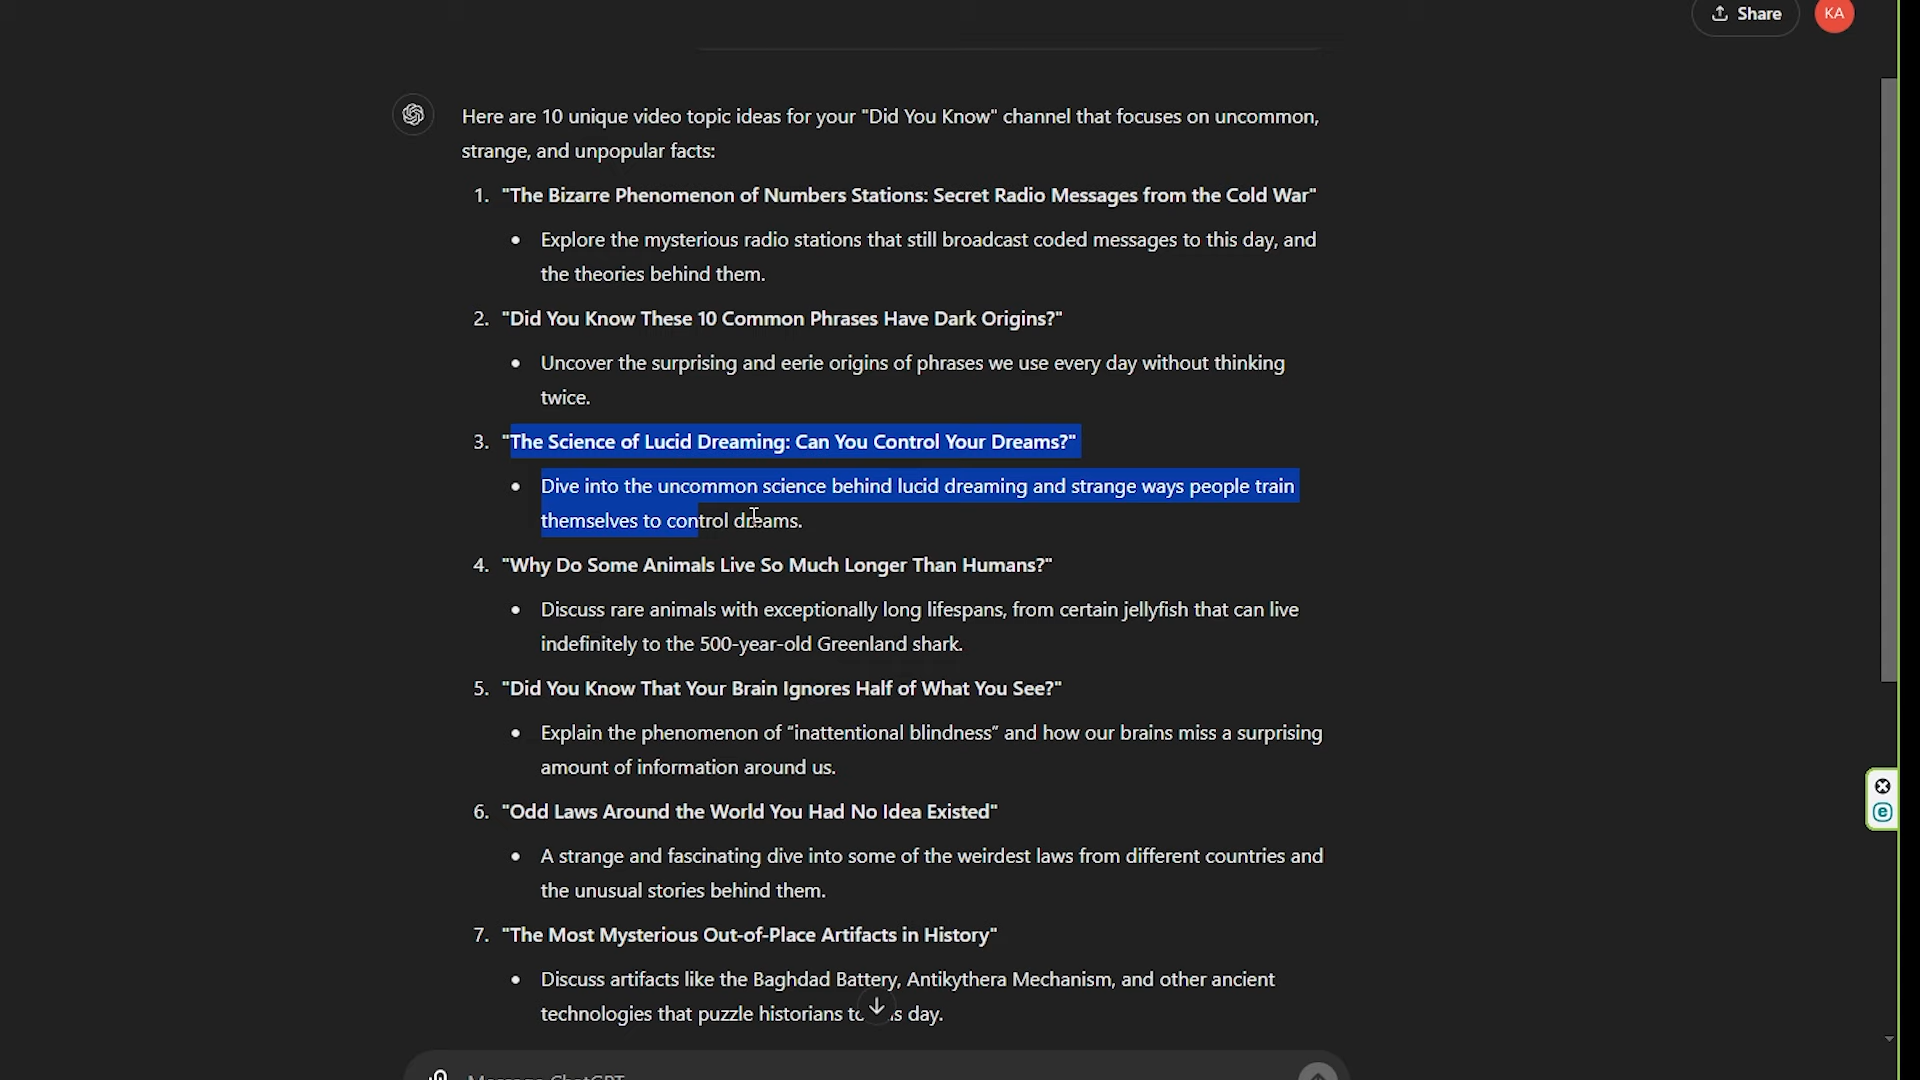 Share
KA
Here are 10 unique video topic ideas for your "Did You Know" channel that focuses on uncommon,
strange, and unpopular facts:
1. "The Bizarre Phenomenon of Numbers Stations: Secret Radio Messages from the Cold War"
• Explore the mysterious radio stations that still broadcast coded messages to this day, and
the theories behind them.
2. "Did You Know These 10 Common Phrases Have Dark Origins?"
• Uncover the surprising and eerie origins of phrases we use every day without thinking
twice.
3. "The Science of Lucid Dreaming: Can You Control Your Dreams?"
• Dive into the uncommon science behind lucid dreaming and strange ways people train
themselves to control dreams.
4. "Why Do Some Animals Live So Much Longer Than Humans?"
• Discuss rare animals with exceptionally long lifespans, from certain jellyfish that can live
indefinitely to the 500-year-old Greenland shark.
5. "Did You Know That Your Brain Ignores Half of What You See?"
• Explain the phenomenon of “inattentional blindness” and how our brains miss a surprising
amount of information around us.
6. "Odd Laws Around the World You Had No Idea Existed"
• A strange and fascinating dive into some of the weirdest laws from different countries and
the unusual stories behind them.
7. "The Most Mysterious Out-of-Place Artifacts in History"
• Discuss artifacts like the Baghdad Battery, Antikythera Mechanism, and other ancient
technologies that puzzle historians day.
Message ChatGPT